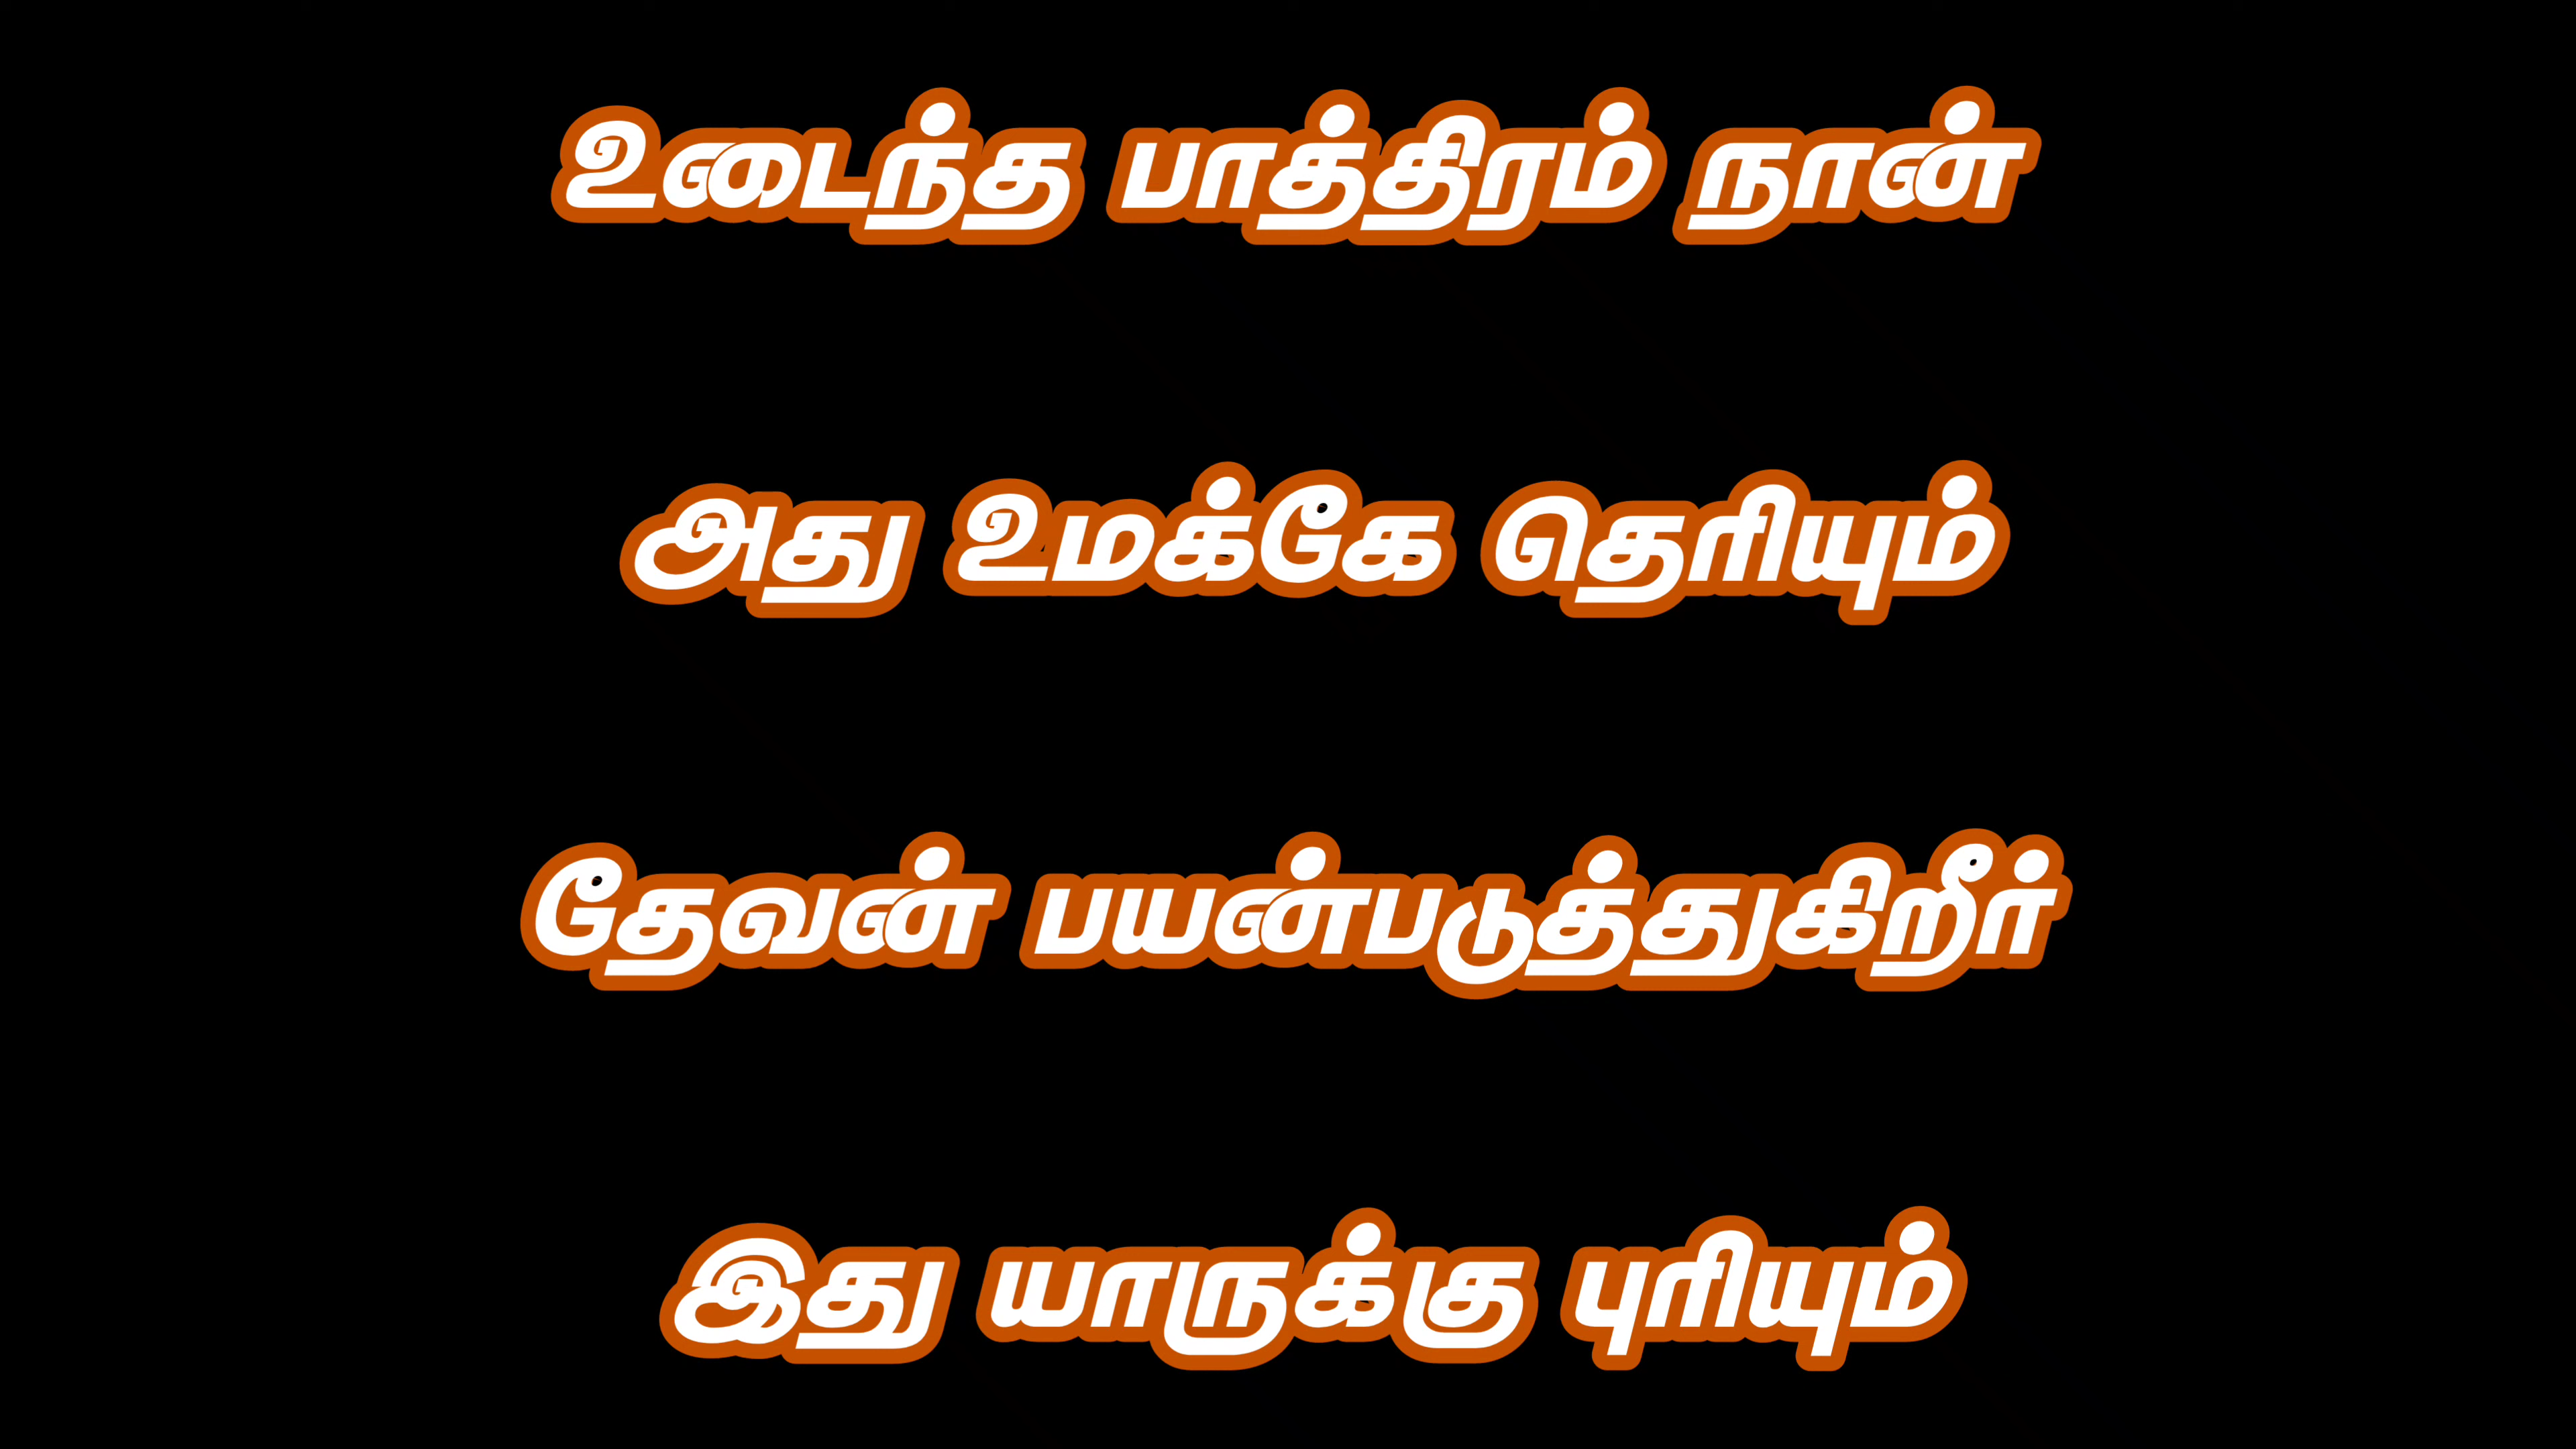 உடைந்த பாத்திரம் நான்
அது உமக்கே தெரியும்
தேவன் பயன்படுத்துகிறீர்
இது யாருக்கு புரியும்